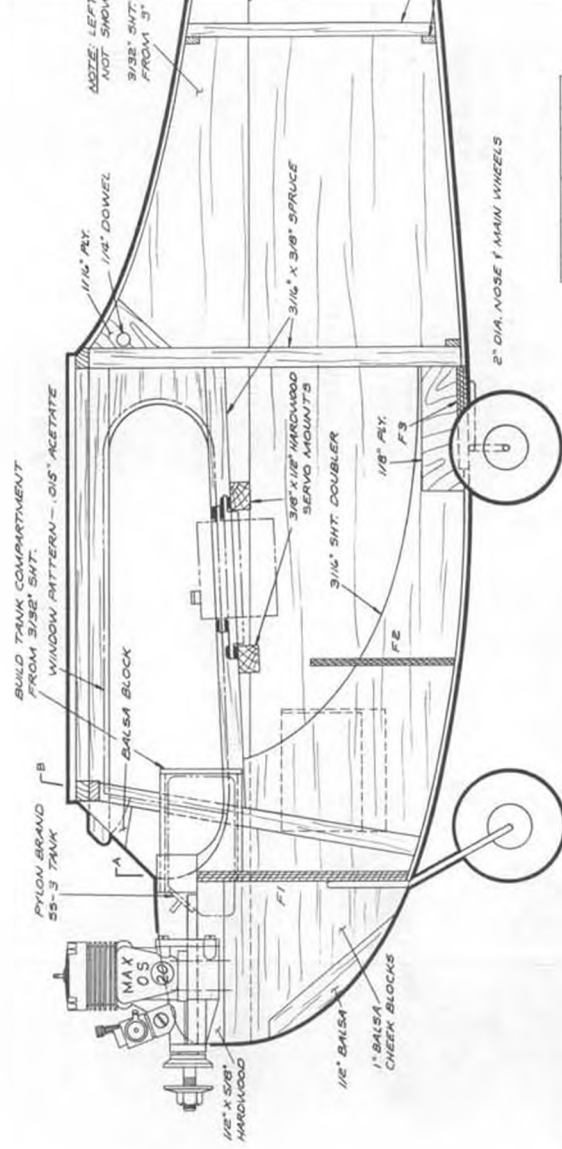 BUILD TANK COMPARTMENT
FROM 3/32" SHT.
PYLON BRAND
SS-3 TANK
B
WINDOW PATTERN - .015" ACETATE
BALSA BLOCK
A
1/16" PLY.
1/4" DOWEL
NOTE: LEFT
NOT SHOW
3/32" SHT.
FROM 3"
MAX
O S
20
1/2" X 5/8"
HARDWOOD
3/16" X 3/8" SPRUCE
3/8" X 1/2" HARDWOOD
SERVO MOUNTS
3/16" SHT. DOUBLER
F1
F2
1/8" PLY.
F3
1/2" BALSA
1" BALSA
CHEEK BLOCKS
2" DIA. NOSE & MAIN WHEELS